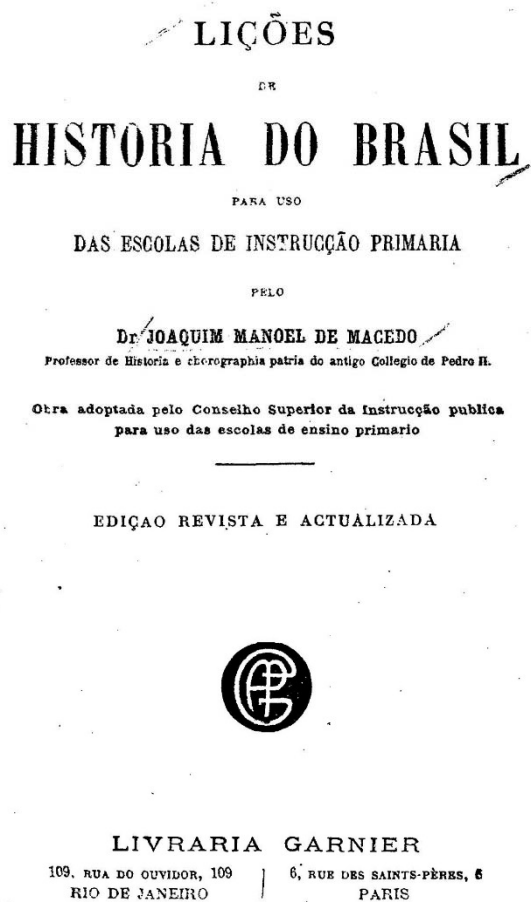 LIÇÕES
DE
HISTORIA DO BRASIL
PARA USO
DAS ESCOLAS DE INSTRUCÇÃO PRIMARIA
PELO
Dr JOAQUIM MANOEL DE MACEDO
Professor de Historia e chorographia patria do antigo Collegio de Pedro II.
Obra adoptada pelo Conselho Superior da Instrucção publica
para uso das escolas de ensino primario
EDIÇAO REVISTA E ACTUALIZADA
LIVRARIA GARNIER
109, RUA DO OUVIDOR, 109
RIO DE JANEIRO
6, RUE DES SAINTS-PÈRES, 6
PARIS